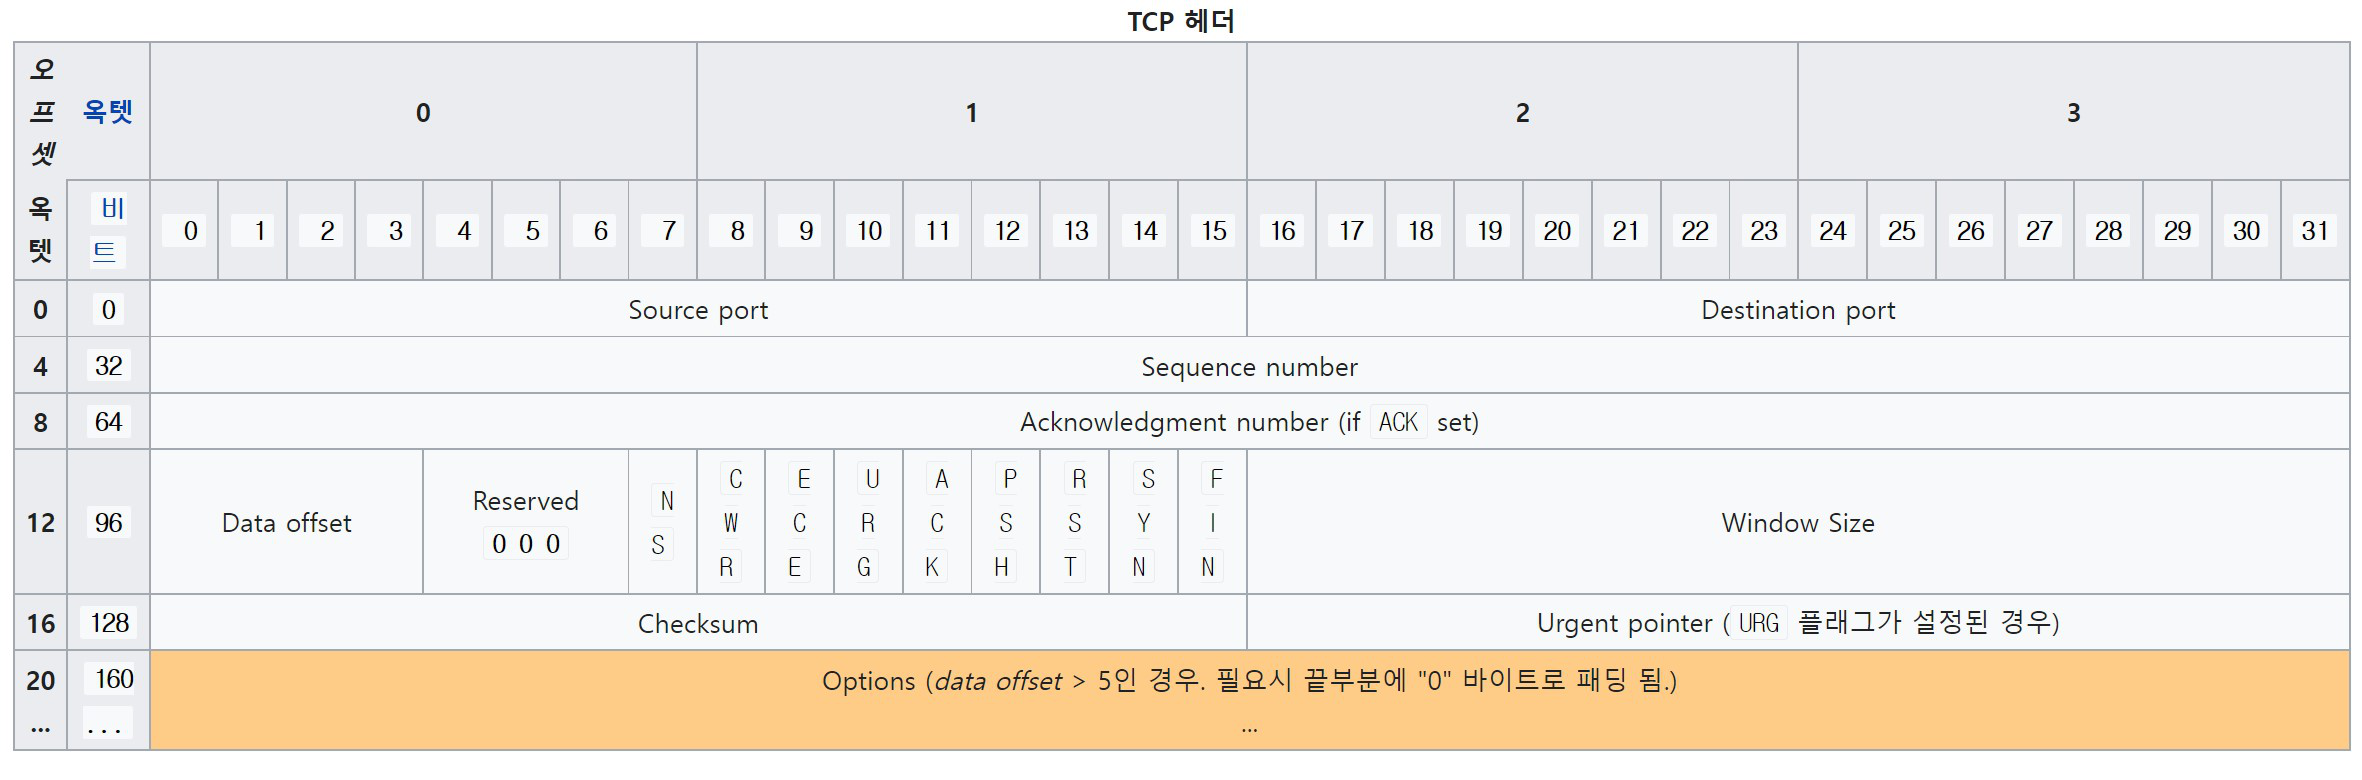 TCP 헤더
오프셋 옥텟 0 1 2 3
옥텟 비트 0 1 2 3 4 5 6 7 8 9 10 11 12 13 14 15 16 17 18 19 20 21 22 23 24 25 26 27 28 29 30 31
0 0 Source port Destination port
4 32 Sequence number
8 64 Acknowledgment number (if ACK set)
12 96 Data offset Reserved 0 0 0 NS CWR ECE URG ACK PSH RST SYN FIN Window Size
16 128 Checksum Urgent pointer (URG 플래그가 설정된 경우)
20 160 Options (data offset > 5인 경우. 필요시 끝부분에 "0" 바이트로 패딩 됨.)
... ... ...